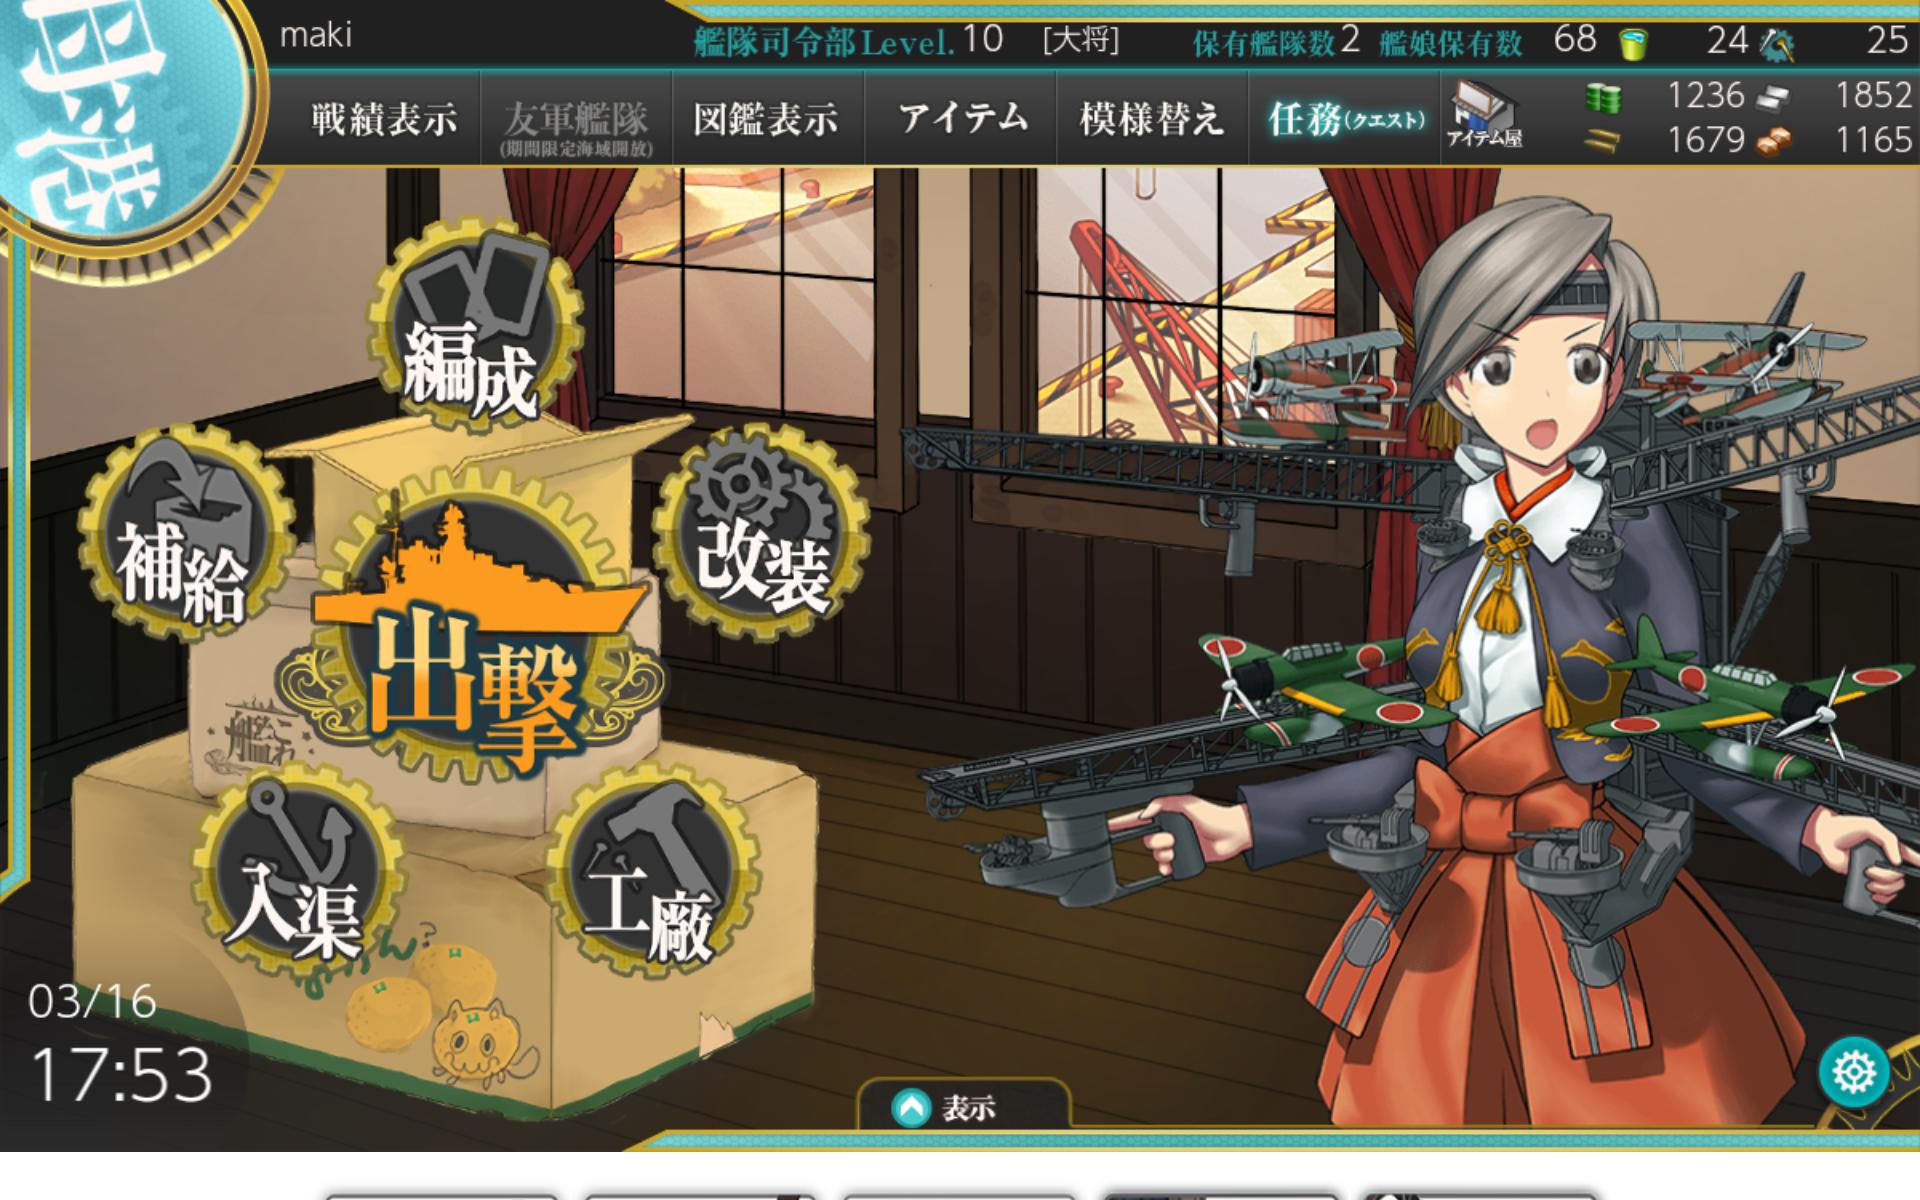 母港
maki
艦隊司令部Level. 10 [大将] 保有艦隊数 2 艦娘保有数 68 24 25
戦績表示 友軍艦隊 図鑑表示 アイテム 模様替え 任務(クエスト) アイテム屋 1236 1852
(期間限定海域開放) 1679 1165
編成
補給
改装
出撃
入渠
工廠
03/16
17:53
表示